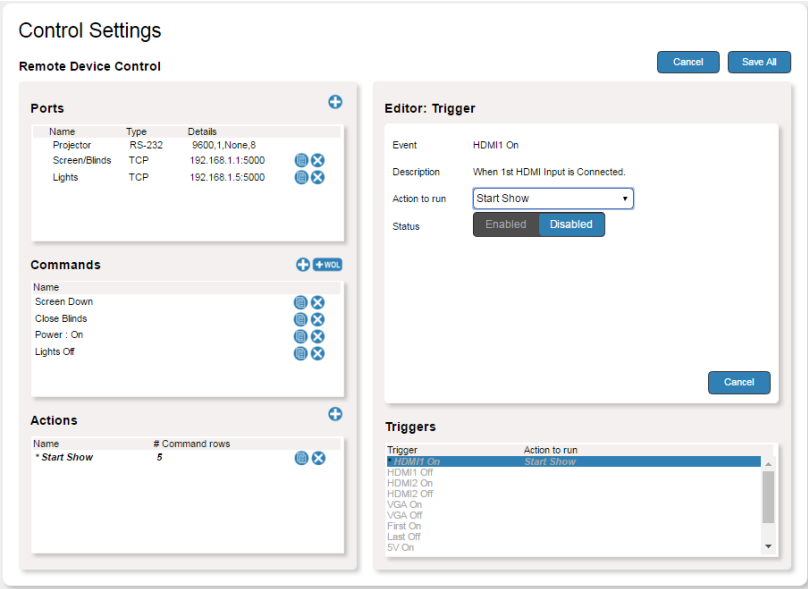 Control Settings
Remote Device Control
Cancel
Save All
Ports
Name Type Details
Projector RS-232 9600,1,None,8
Screen/Blinds TCP 192.168.1.1:5000
Lights TCP 192.168.1.5:5000
Commands
+WOL
Name
Screen Down
Close Blinds
Power : On
Lights Off
Actions
Name # Command rows
* Start Show 5
Editor: Trigger
Event HDMI1 On
Description When 1st HDMI Input is Connected.
Action to run Start Show
Status Enabled Disabled
Cancel
Triggers
Trigger Action to run
* HDMI1 On Start Show
HDMI1 Off
HDMI2 On
HDMI2 Off
VGA On
VGA Off
First On
Last Off
5V On